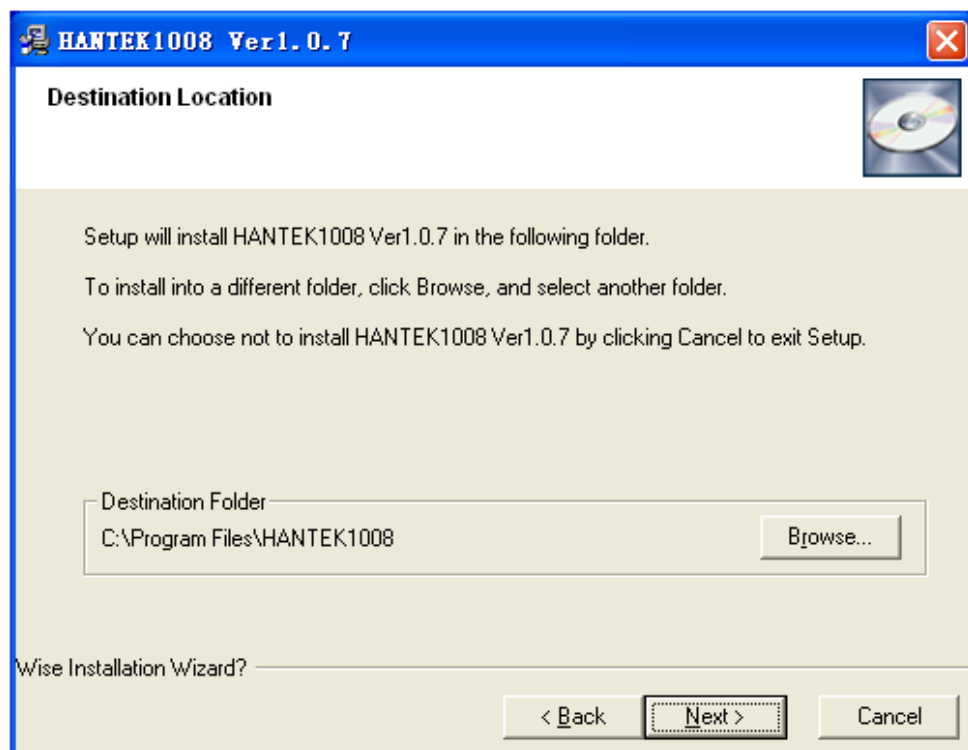 HANTEK1008 Ver1.0.7
Destination Location
Setup will install HANTEK1008 Ver1.0.7 in the following folder.
To install into a different folder, click Browse, and select another folder.
You can choose not to install HANTEK1008 Ver1.0.7 by clicking Cancel to exit Setup.
Destination Folder
C:\Program Files\HANTEK1008
Browse...
Wise Installation Wizard?
< Back
Next >
Cancel